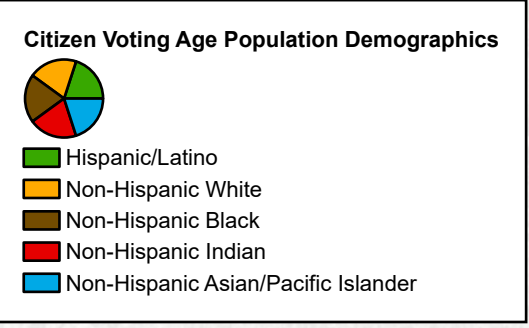 Citizen Voting Age Population Demographics
Hispanic/Latino
Non-Hispanic White
Non-Hispanic Black
Non-Hispanic Indian
Non-Hispanic Asian/Pacific Islander